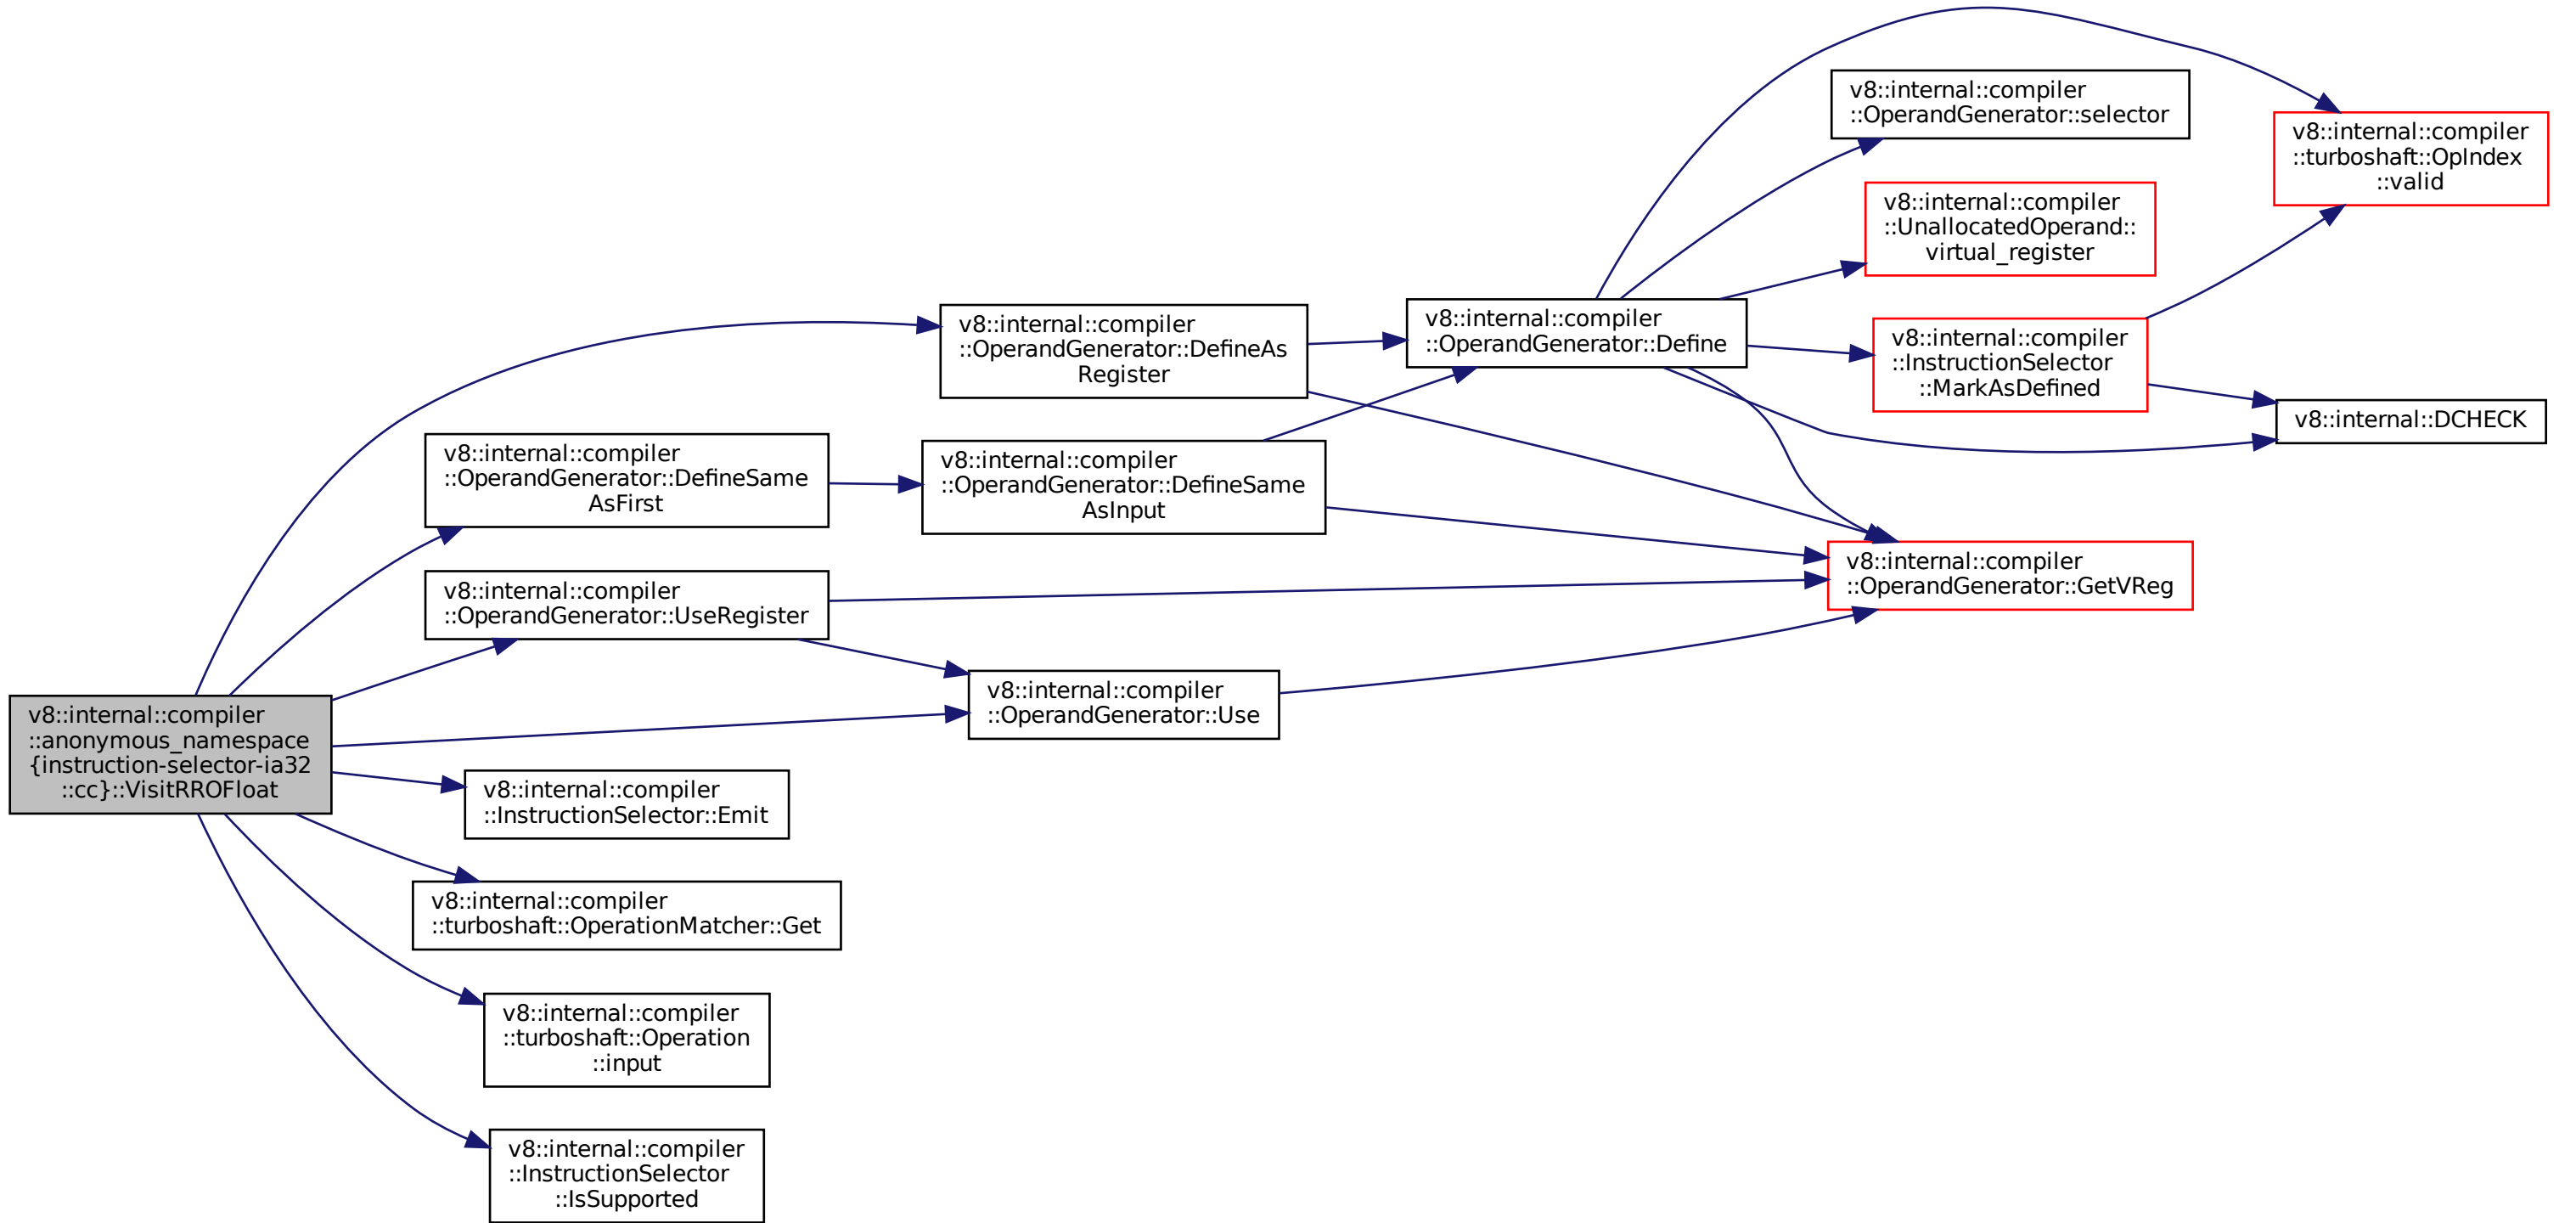 v8::internal::compiler
::anonymous_namespace
{instruction-selector-ia32
::cc}::VisitRROFloat
v8::internal::compiler
::OperandGenerator::DefineAs
Register
v8::internal::compiler
::OperandGenerator::Define
v8::internal::compiler
::OperandGenerator::selector
v8::internal::compiler
::UnallocatedOperand::
virtual_register
v8::internal::compiler
::InstructionSelector
::MarkAsDefined
v8::internal::compiler
::turboshaft::OpIndex
::valid
v8::internal::DCHECK
v8::internal::compiler
::OperandGenerator::GetVReg
v8::internal::compiler
::OperandGenerator::DefineSame
AsFirst
v8::internal::compiler
::OperandGenerator::DefineSame
AsInput
v8::internal::compiler
::OperandGenerator::UseRegister
v8::internal::compiler
::OperandGenerator::Use
v8::internal::compiler
::InstructionSelector::Emit
v8::internal::compiler
::turboshaft::OperationMatcher::Get
v8::internal::compiler
::turboshaft::Operation
::input
v8::internal::compiler
::InstructionSelector
::IsSupported